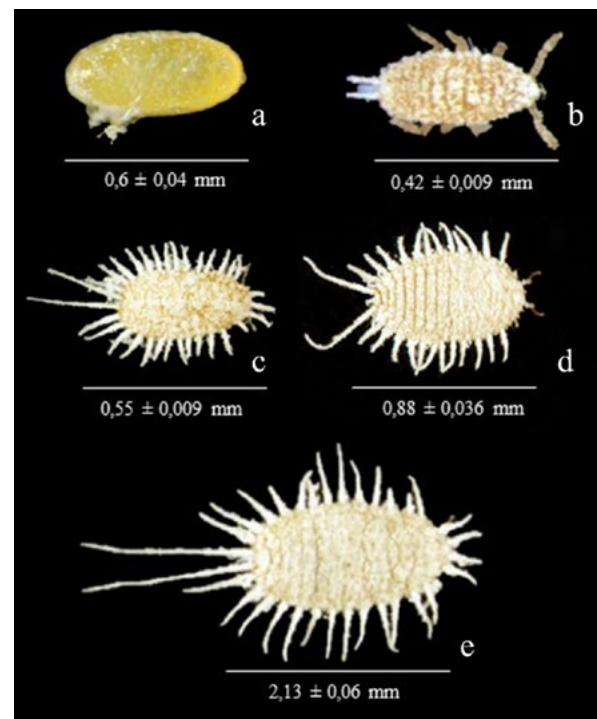 a
b
0,6 ± 0,04 mm
0,42 ± 0,009 mm
c
d
0,55 ± 0,009 mm
0,88 ± 0,036 mm
e
2,13 ± 0,06 mm